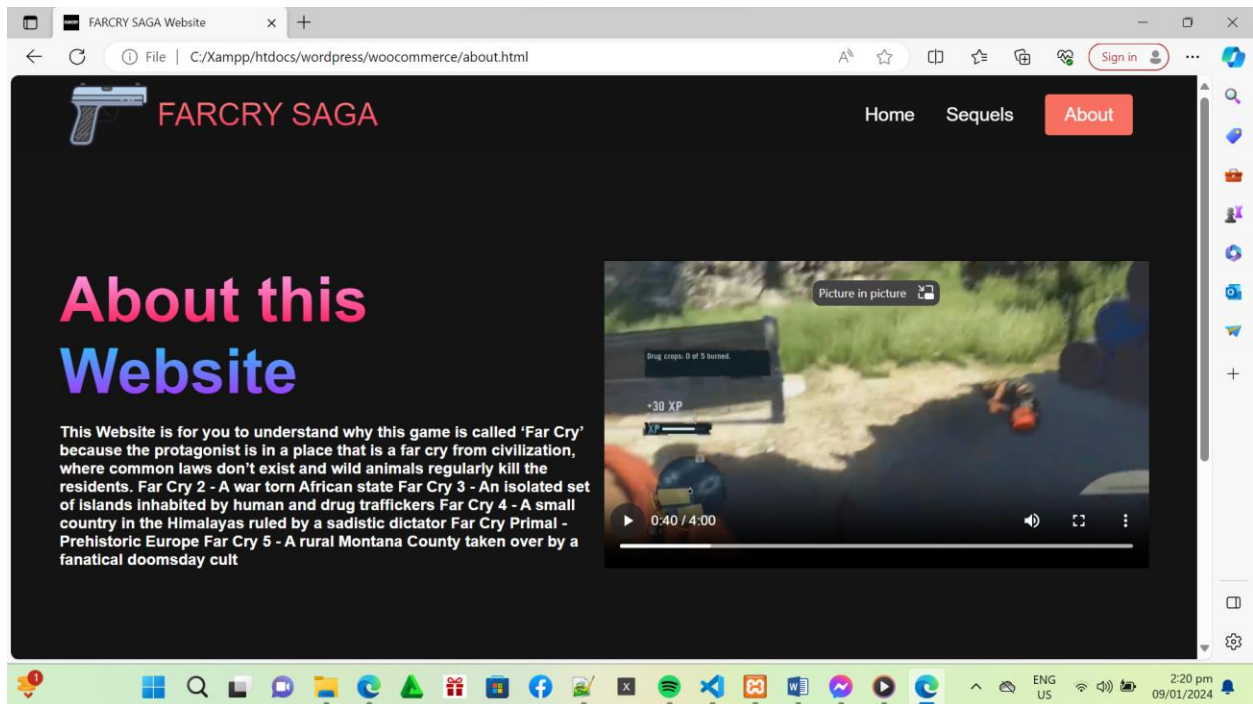 FARCRY SAGA Website
File | C:/Xampp/htdocs/wordpress/woocommerce/about.html
Sign in
FARCRY SAGA
Home Sequels About
About this
Website
This Website is for you to understand why this game is called ‘Far Cry’
because the protagonist is in a place that is a far cry from civilization,
where common laws don’t exist and wild animals regularly kill the
residents. Far Cry 2 - A war torn African state Far Cry 3 - An isolated set
of islands inhabited by human and drug traffickers Far Cry 4 - A small
country in the Himalayas ruled by a sadistic dictator Far Cry Primal -
Prehistoric Europe Far Cry 5 - A rural Montana County taken over by a
fanatical doomsday cult
Picture in picture
Drug crops: 0 of 5 burned.
+30 XP
XP
0:40 / 4:00
1
ENG
US
2:20 pm
09/01/2024